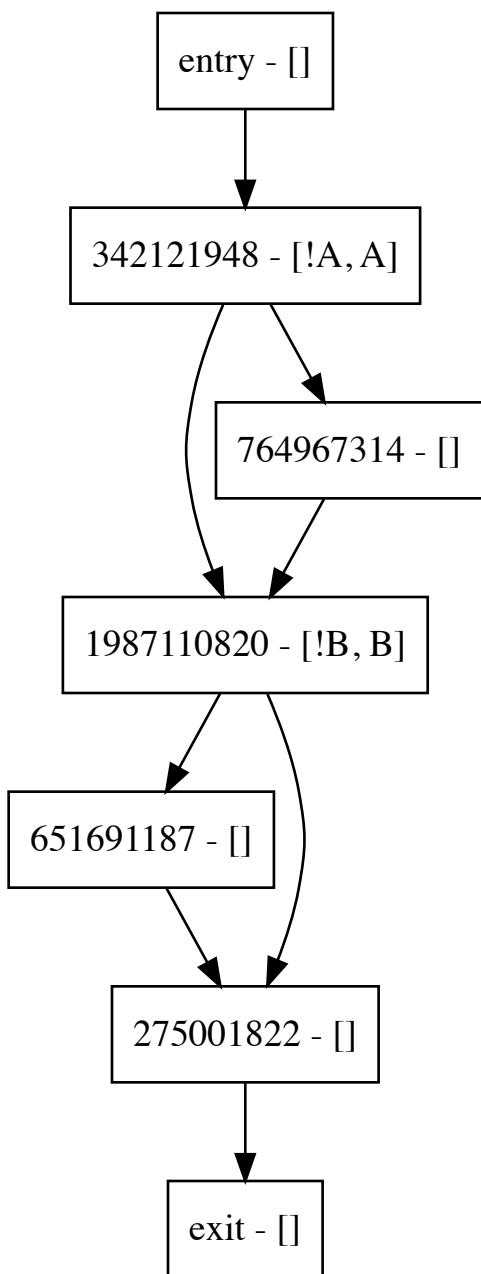 entry - []
342121948 - [!A, A]
764967314 - []
1987110820 - [!B, B]
651691187 - []
275001822 - []
exit - []